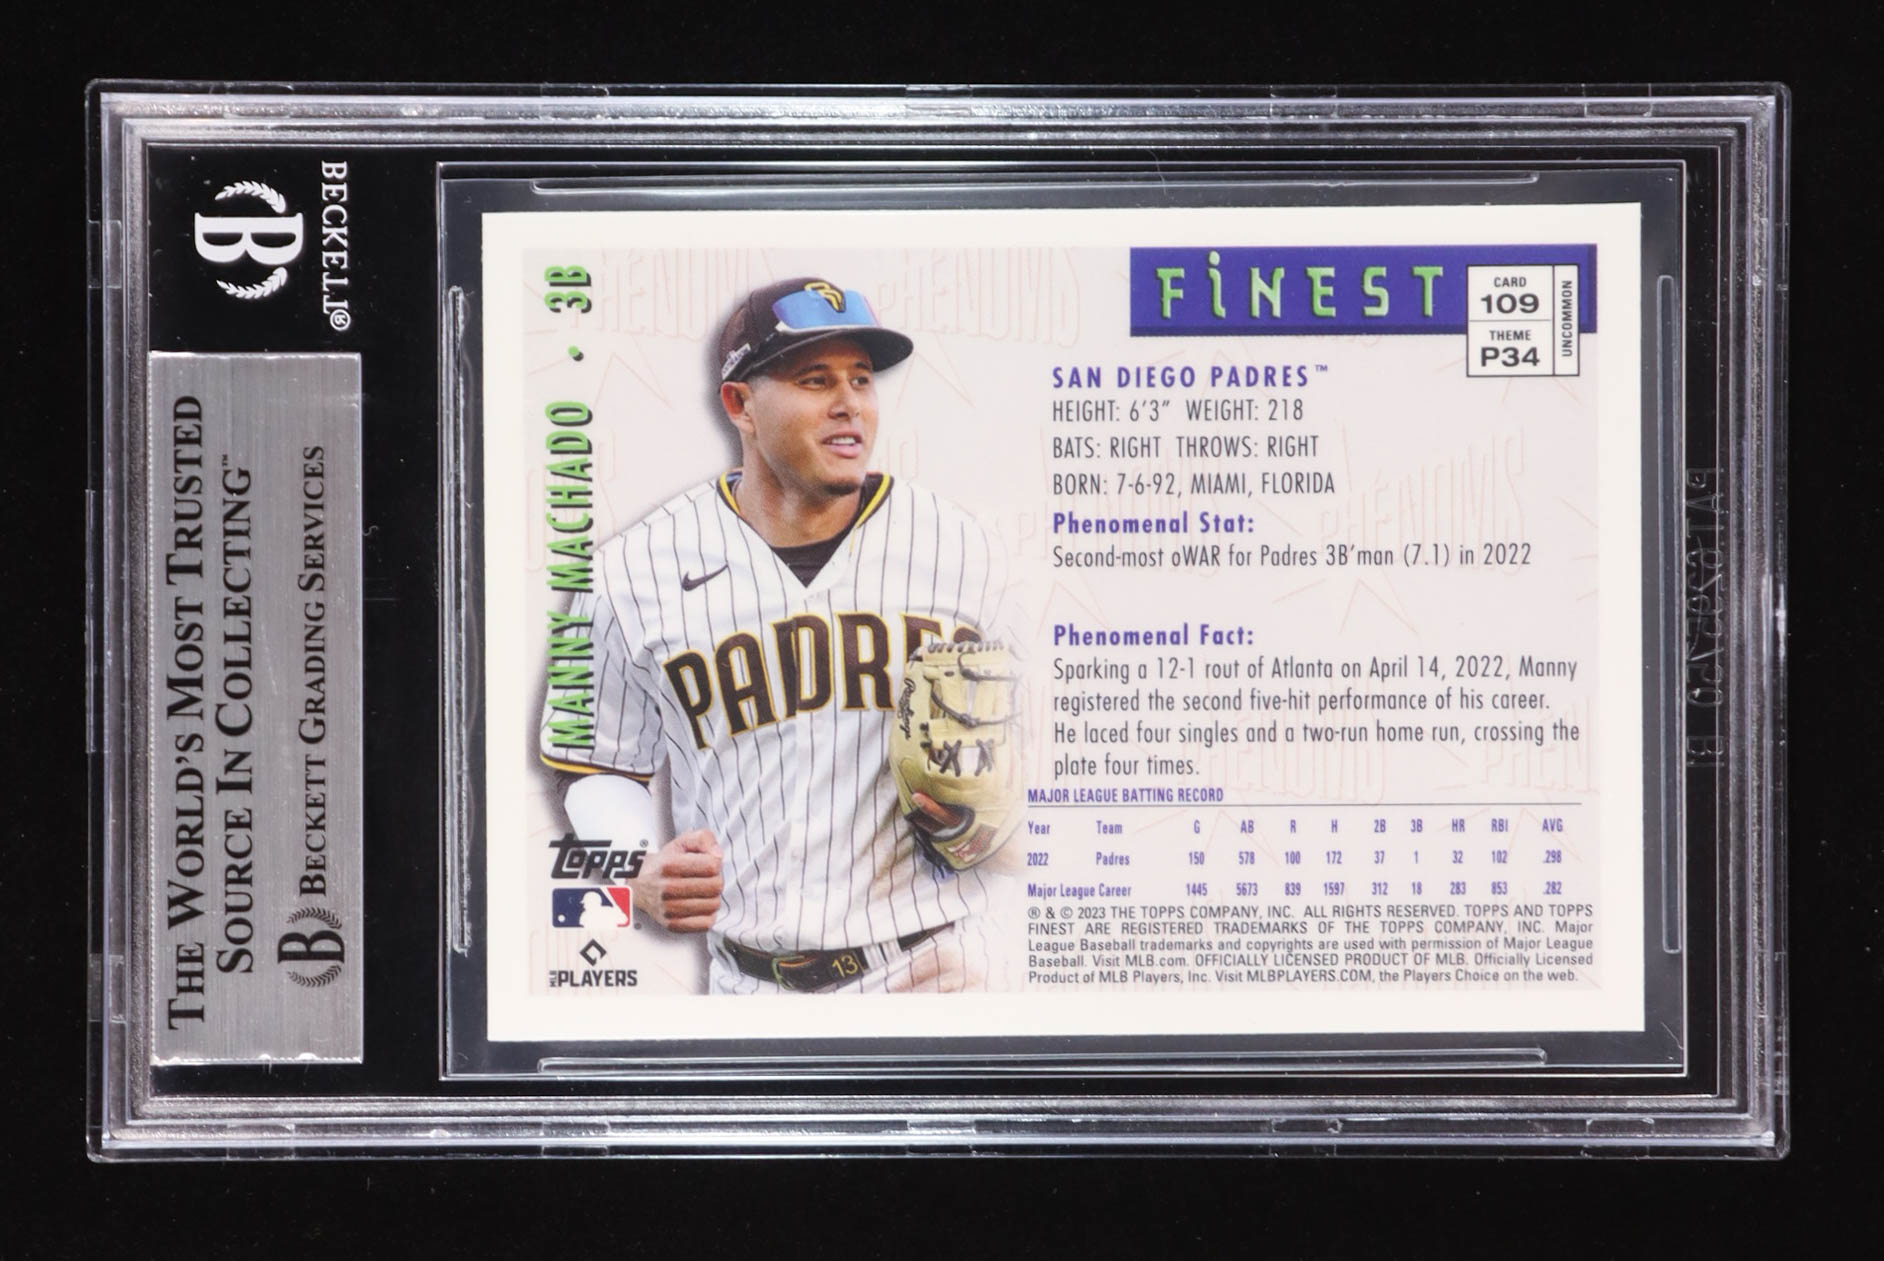 BECKETT®
B
THE WORLD'S MOST TRUSTED
SOURCE IN COLLECTING™
B BECKETT GRADING SERVICES
MANNY MACHADO • 3B
FiNEST
CARD
109
THEME
P34
UNCOMMON
SAN DIEGO PADRES™
HEIGHT: 6'3" WEIGHT: 218
BATS: RIGHT THROWS: RIGHT
BORN: 7-6-92, MIAMI, FLORIDA
Phenomenal Stat:
Second-most oWAR for Padres 3B'man (7.1) in 2022
Phenomenal Fact:
Sparking a 12-1 rout of Atlanta on April 14, 2022, Manny
registered the second five-hit performance of his career.
He laced four singles and a two-run home run, crossing the
plate four times.
MAJOR LEAGUE BATTING RECORD
Year Team G AB R H 2B 3B HR RBI AVG
2022 Padres 150 578 100 172 37 1 32 102 .298
Major League Career 1445 5673 839 1597 312 18 283 853 .282
® & © 2023 THE TOPPS COMPANY, INC. ALL RIGHTS RESERVED. TOPPS AND TOPPS
FINEST ARE REGISTERED TRADEMARKS OF THE TOPPS COMPANY, INC. Major
League Baseball trademarks and copyrights are used with permission of Major League
Baseball. Visit MLB.com. OFFICIALLY LICENSED PRODUCT OF MLB. Officially Licensed
Product of MLB Players, Inc. Visit MLBPLAYERS.COM, the Players Choice on the web.
PADRES
13
TOPPS®
MLB PLAYERS
PHENOMS